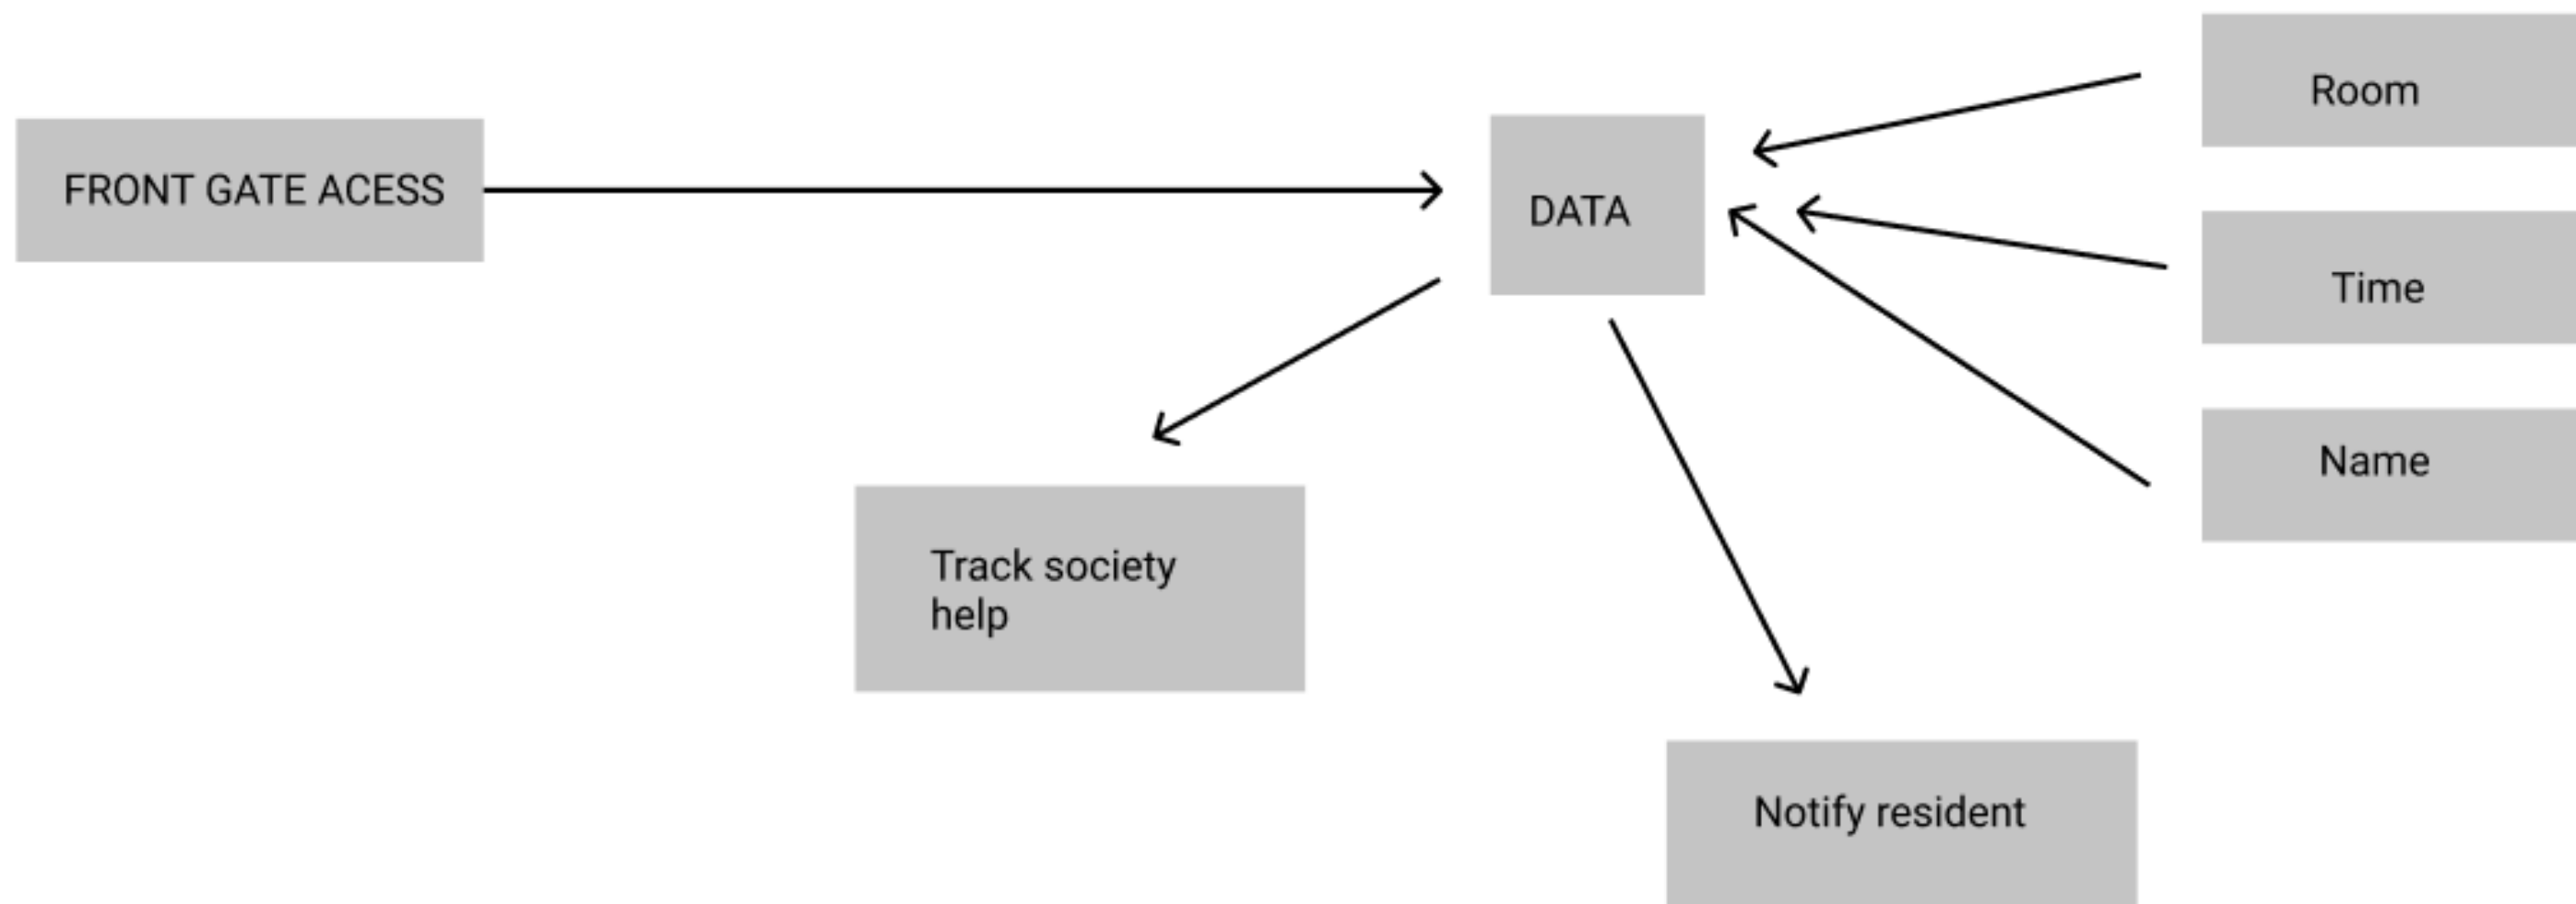 Room
FRONT GATE ACESS
DATA
Time
Name
Track society
help
Notify resident